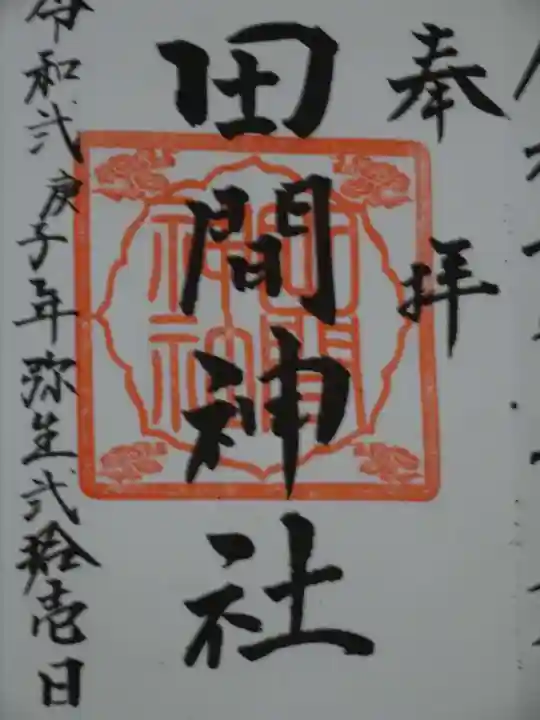 奉拝
田間神社
令和弐庚子年弥生弐拾壱日